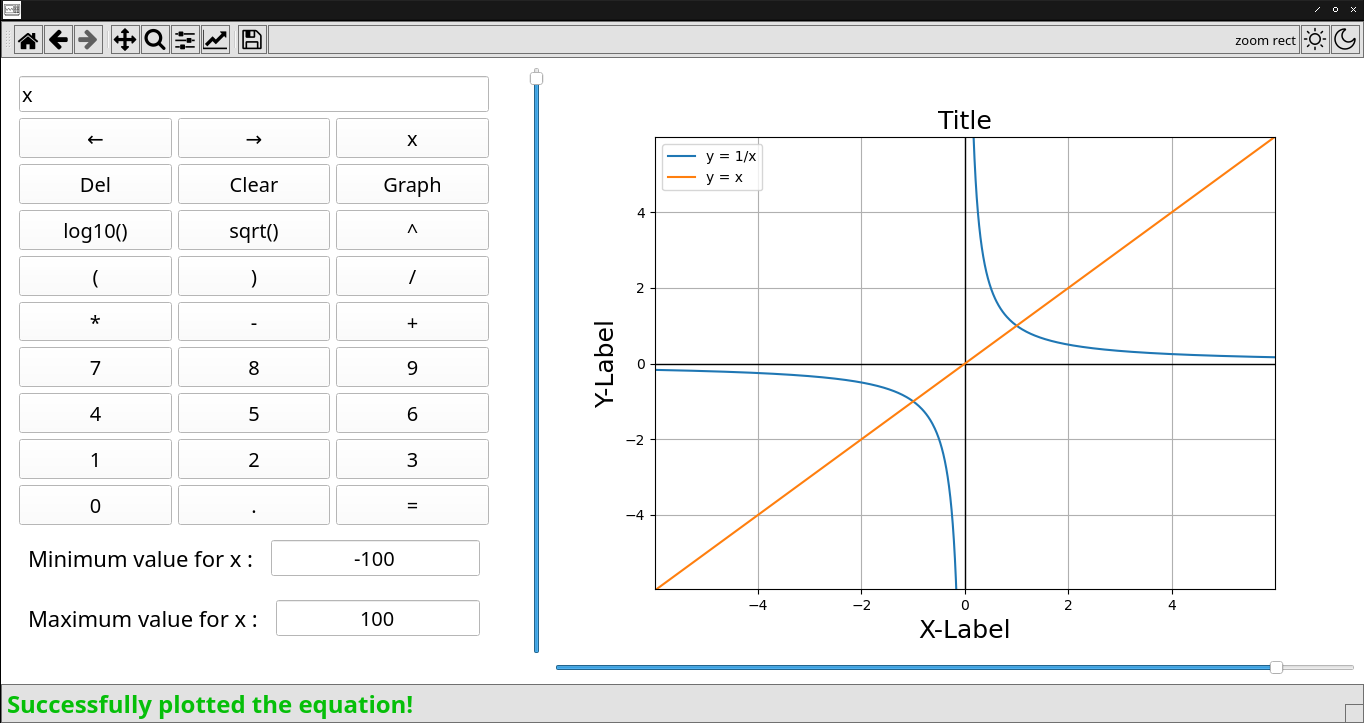 zoom rect
x
← → x
Del Clear Graph
log10() sqrt() ^
( ) /
* - +
7 8 9
4 5 6
1 2 3
0 . =
Minimum value for x : -100
Maximum value for x : 100
Title
y = 1/x
y = x
4
2
0
−2
−4
Y-Label
−4 −2 0 2 4
X-Label
Successfully plotted the equation!